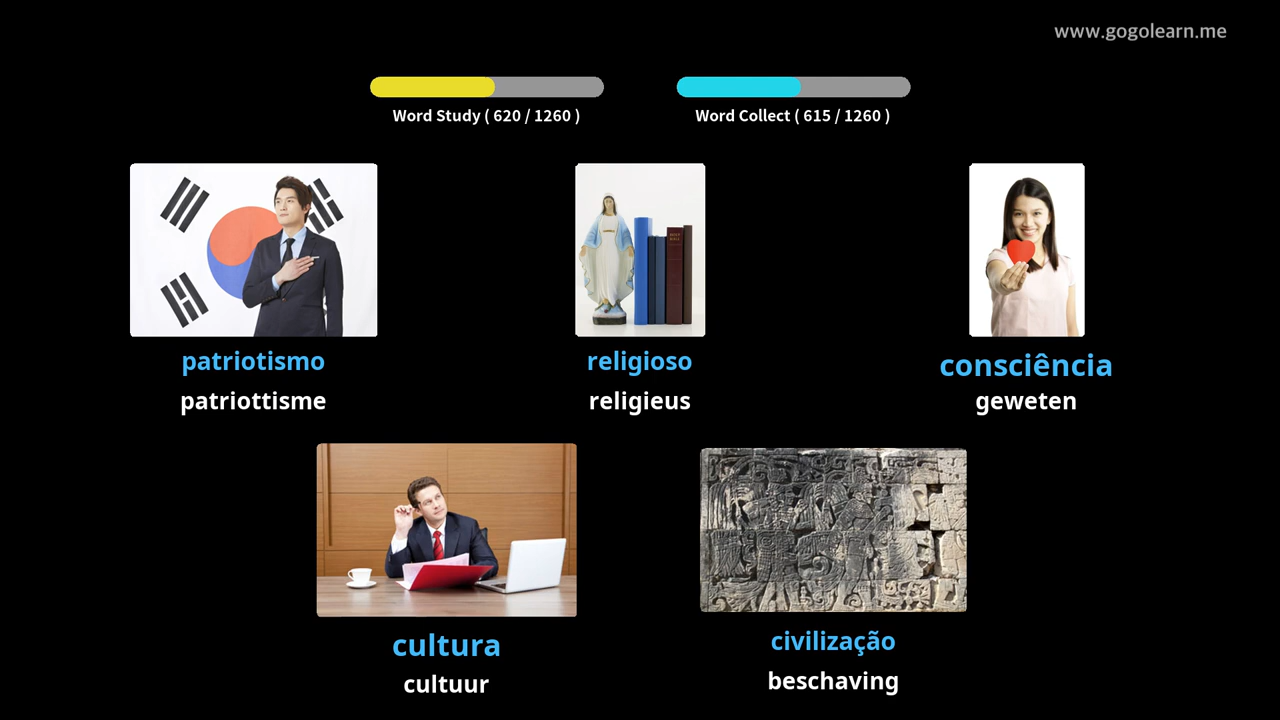 www.gogolearn.me
Word Study ( 620 / 1260 )
Word Collect ( 615 / 1260 )
patriotismo
patriottisme
religioso
religieus
consciência
geweten
cultura
cultuur
civilização
beschaving